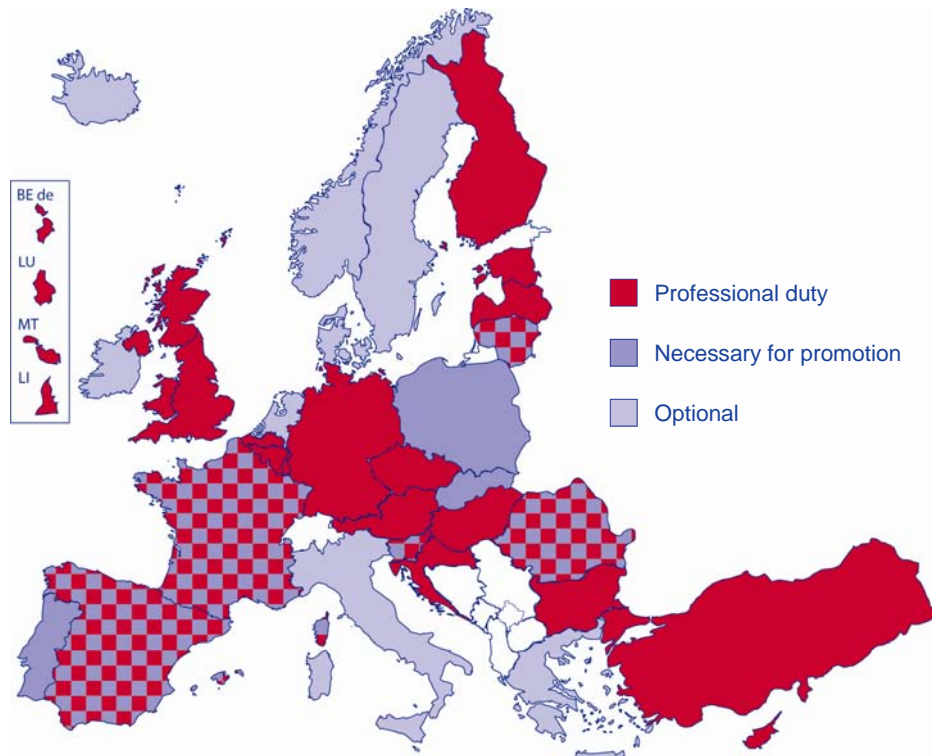 BE de
LU
MT
LI
Professional duty
Necessary for promotion
Optional